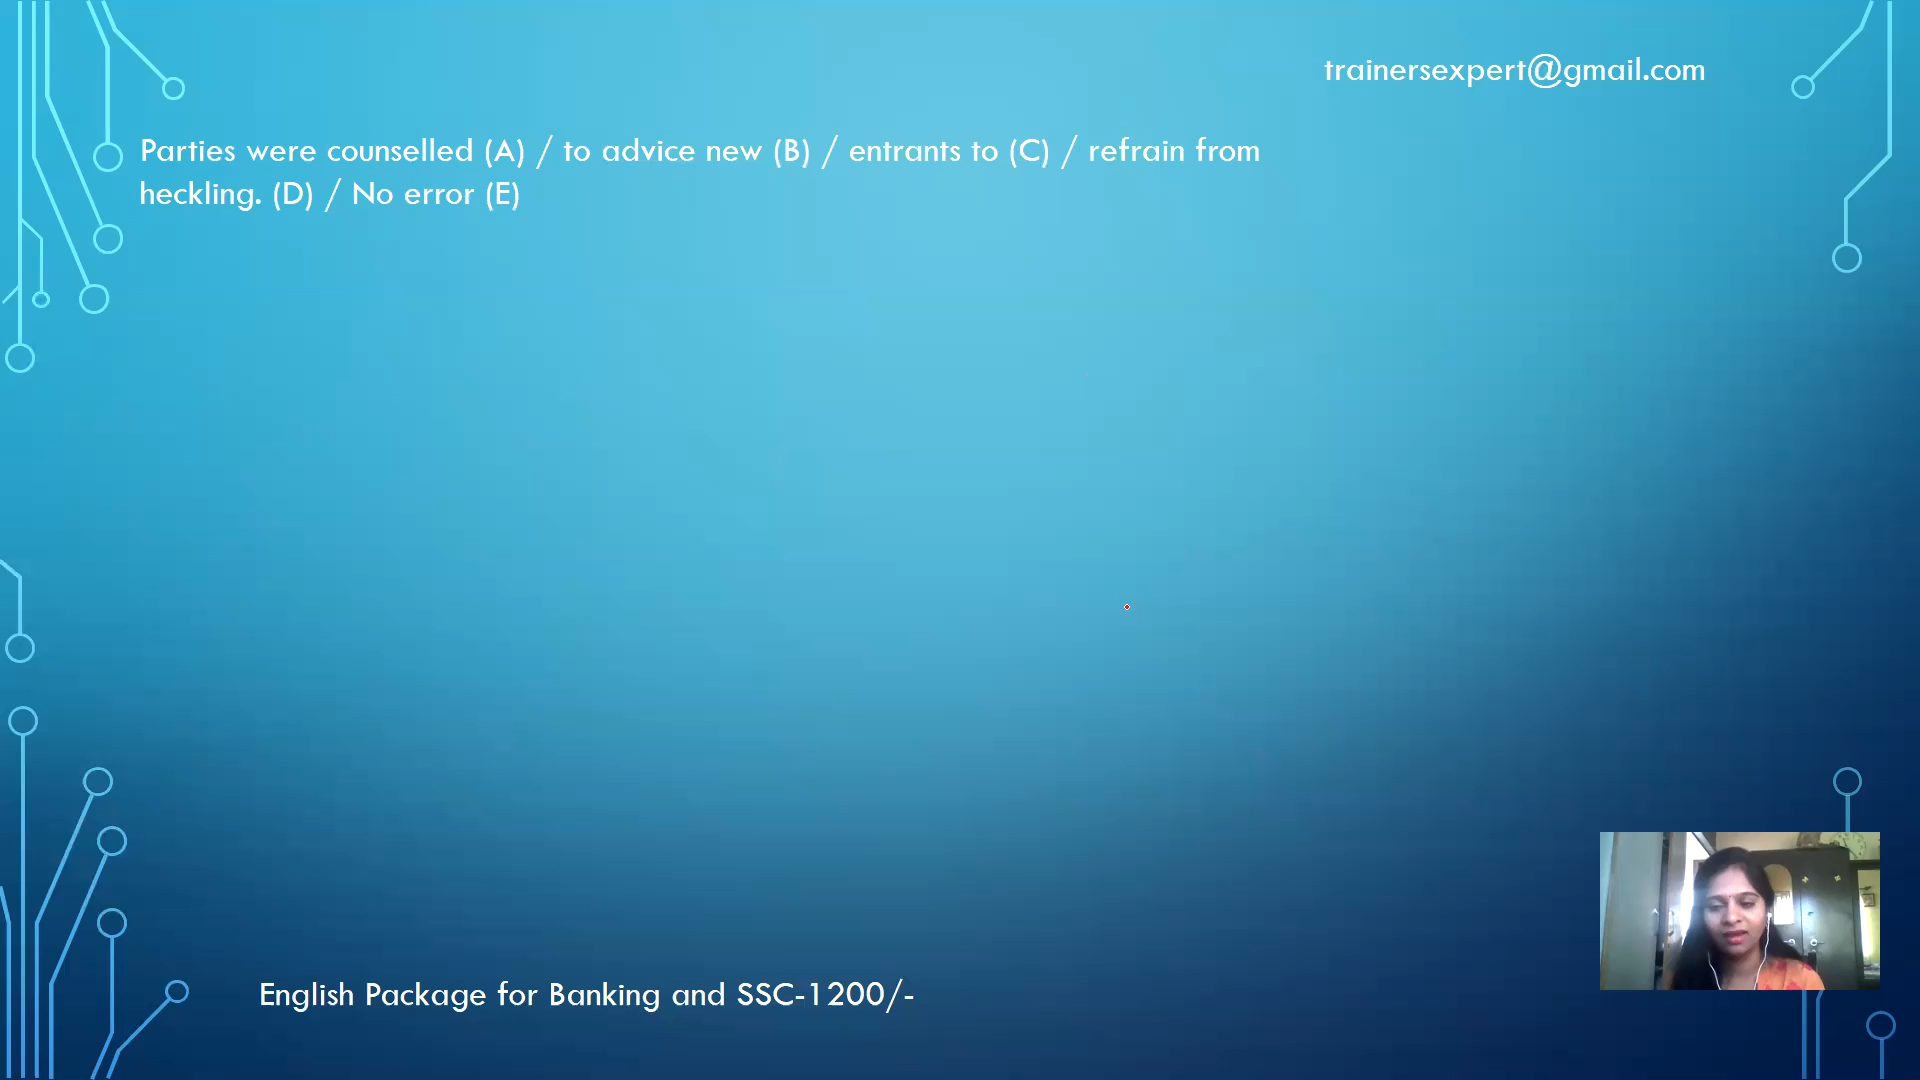 trainersexpert@gmail.com
Parties were counselled (A) / to advice new (B) / entrants to (C) / refrain from
heckling. (D) / No error (E)
English Package for Banking and SSC-1200/-